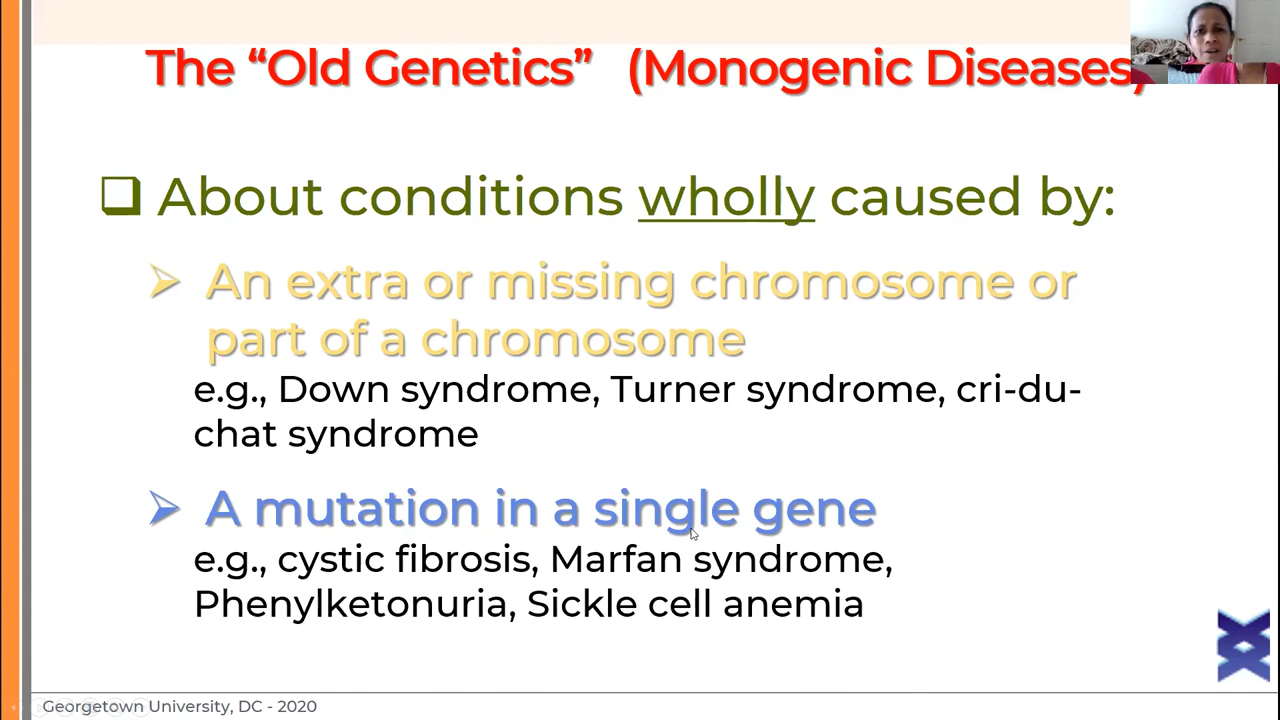 The “Old Genetics” (Monogenic Diseases)
About conditions wholly caused by:
An extra or missing chromosome or
part of a chromosome
e.g., Down syndrome, Turner syndrome, cri-du-
chat syndrome
A mutation in a single gene
e.g., cystic fibrosis, Marfan syndrome,
Phenylketonuria, Sickle cell anemia
Georgetown University, DC - 2020